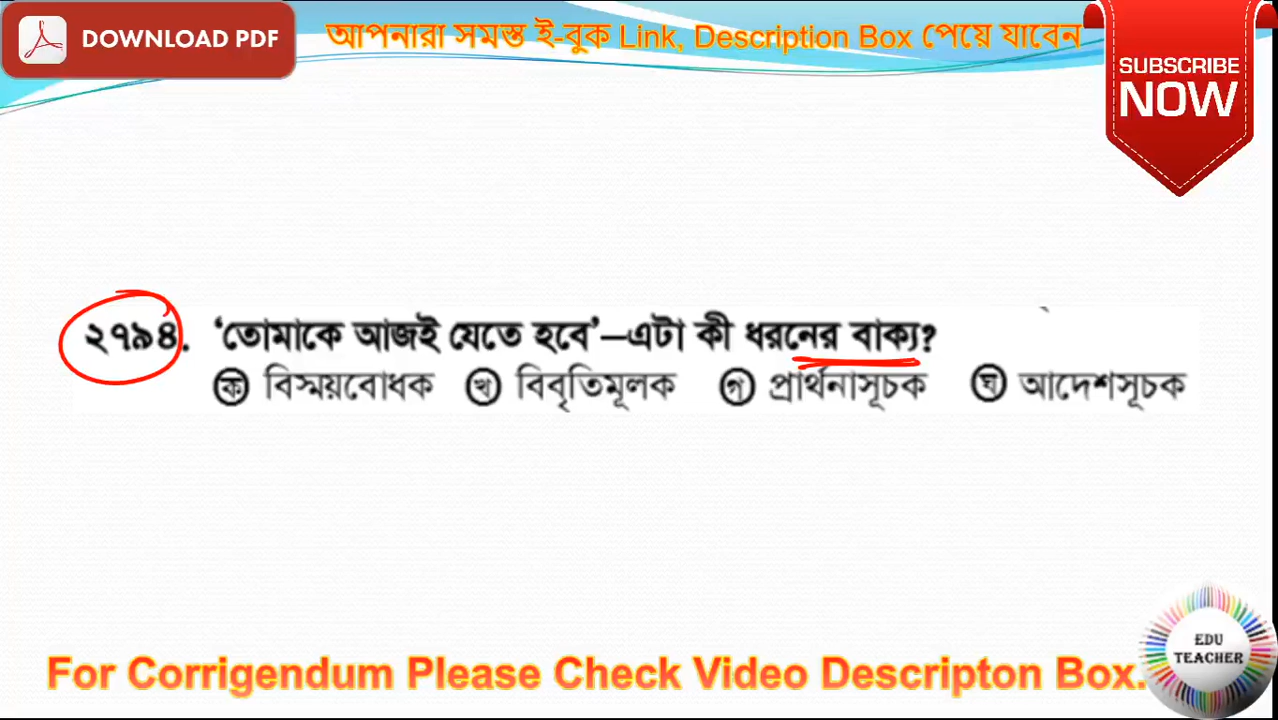 DOWNLOAD PDF
আপনারা সমস্ত ই-বুক Link, Description Box পেয়ে যাবেন
SUBSCRIBE
NOW
২৭৯৪. ‘তোমাকে আজই যেতে হবে’–এটা কী ধরনের বাক্য?
ক বিস্ময়বোধক খ বিবৃতিমূলক গ প্রার্থনাসূচক ঘ আদেশসূচক
EDU
TEACHER
For Corrigendum Please Check Video Descripton Box.